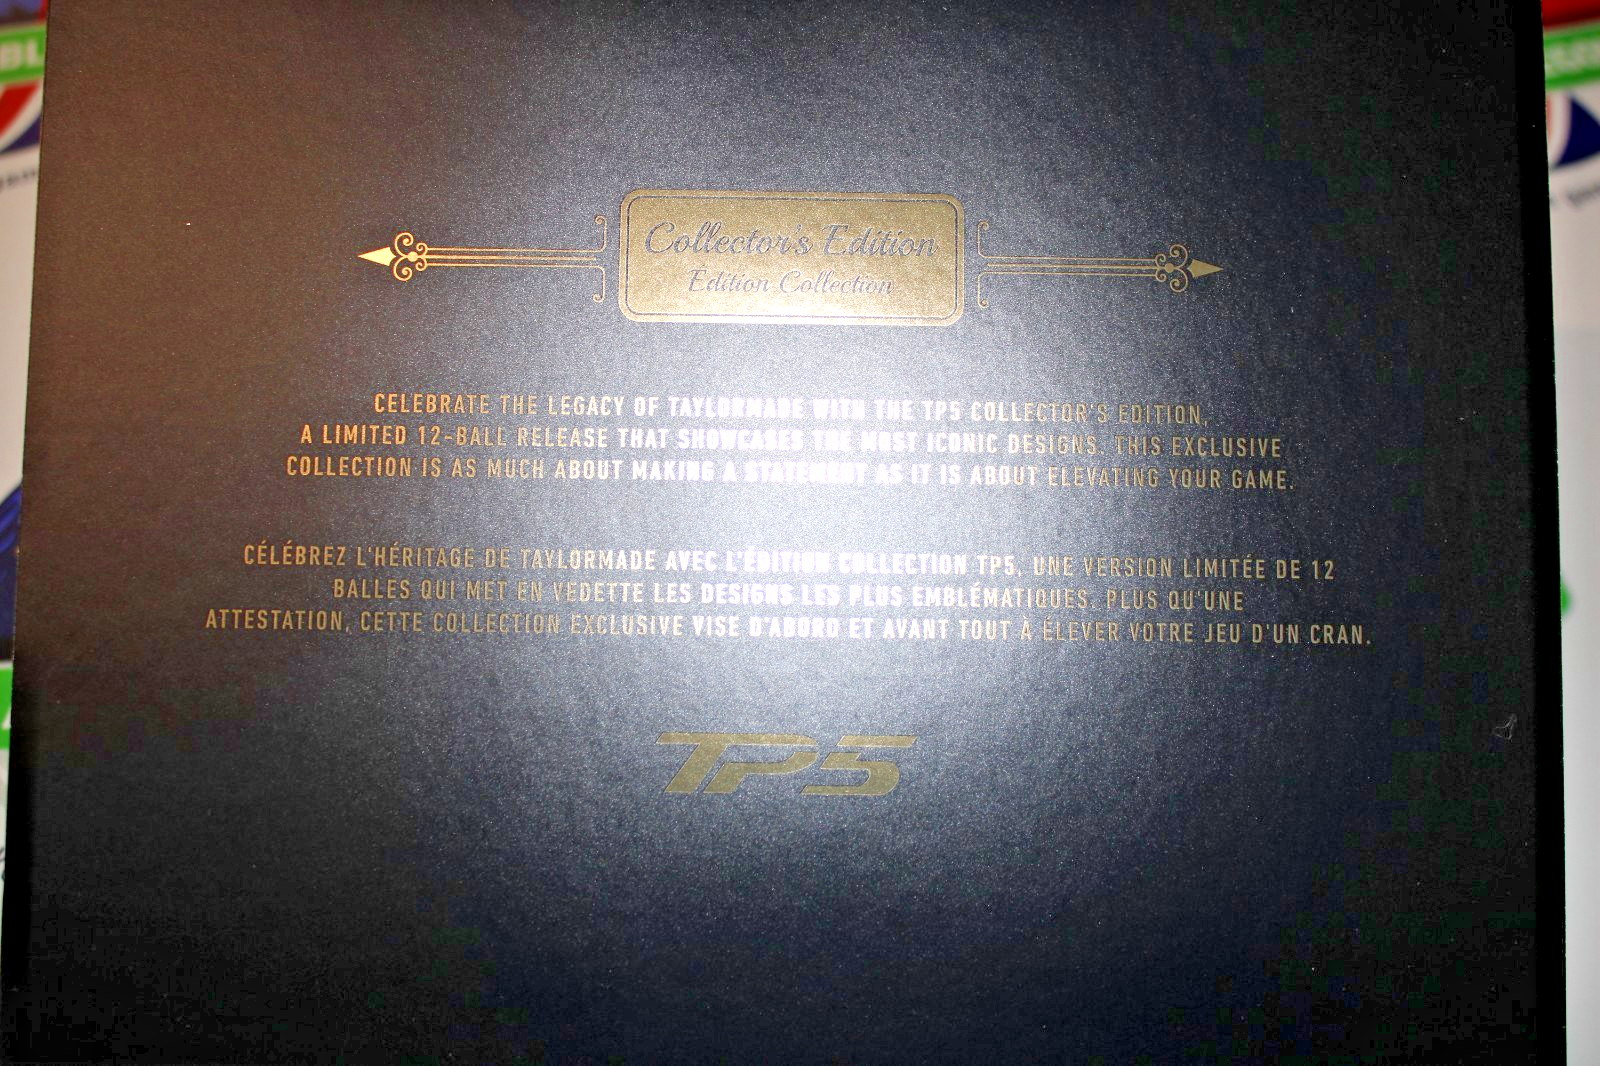 Collector's Edition
Edition Collection
CELEBRATE THE LEGACY OF TAYLORMADE WITH THE TP5 COLLECTOR'S EDITION,
A LIMITED 12-BALL RELEASE THAT SHOWCASES THE MOST ICONIC DESIGNS. THIS EXCLUSIVE
COLLECTION IS AS MUCH ABOUT MAKING A STATEMENT AS IT IS ABOUT ELEVATING YOUR GAME.
CÉLÉBREZ L'HÉRITAGE DE TAYLORMADE AVEC L'ÉDITION COLLECTION TP5, UNE VERSION LIMITÉE DE 12
BALLES QUI MET EN VEDETTE LES DESIGNS LES PLUS EMBLÉMATIQUES. PLUS QU'UNE
ATTESTATION, CETTE COLLECTION EXCLUSIVE VISE D'ABORD ET AVANT TOUT À ÉLEVER VOTRE JEU D'UN CRAN.
TP5